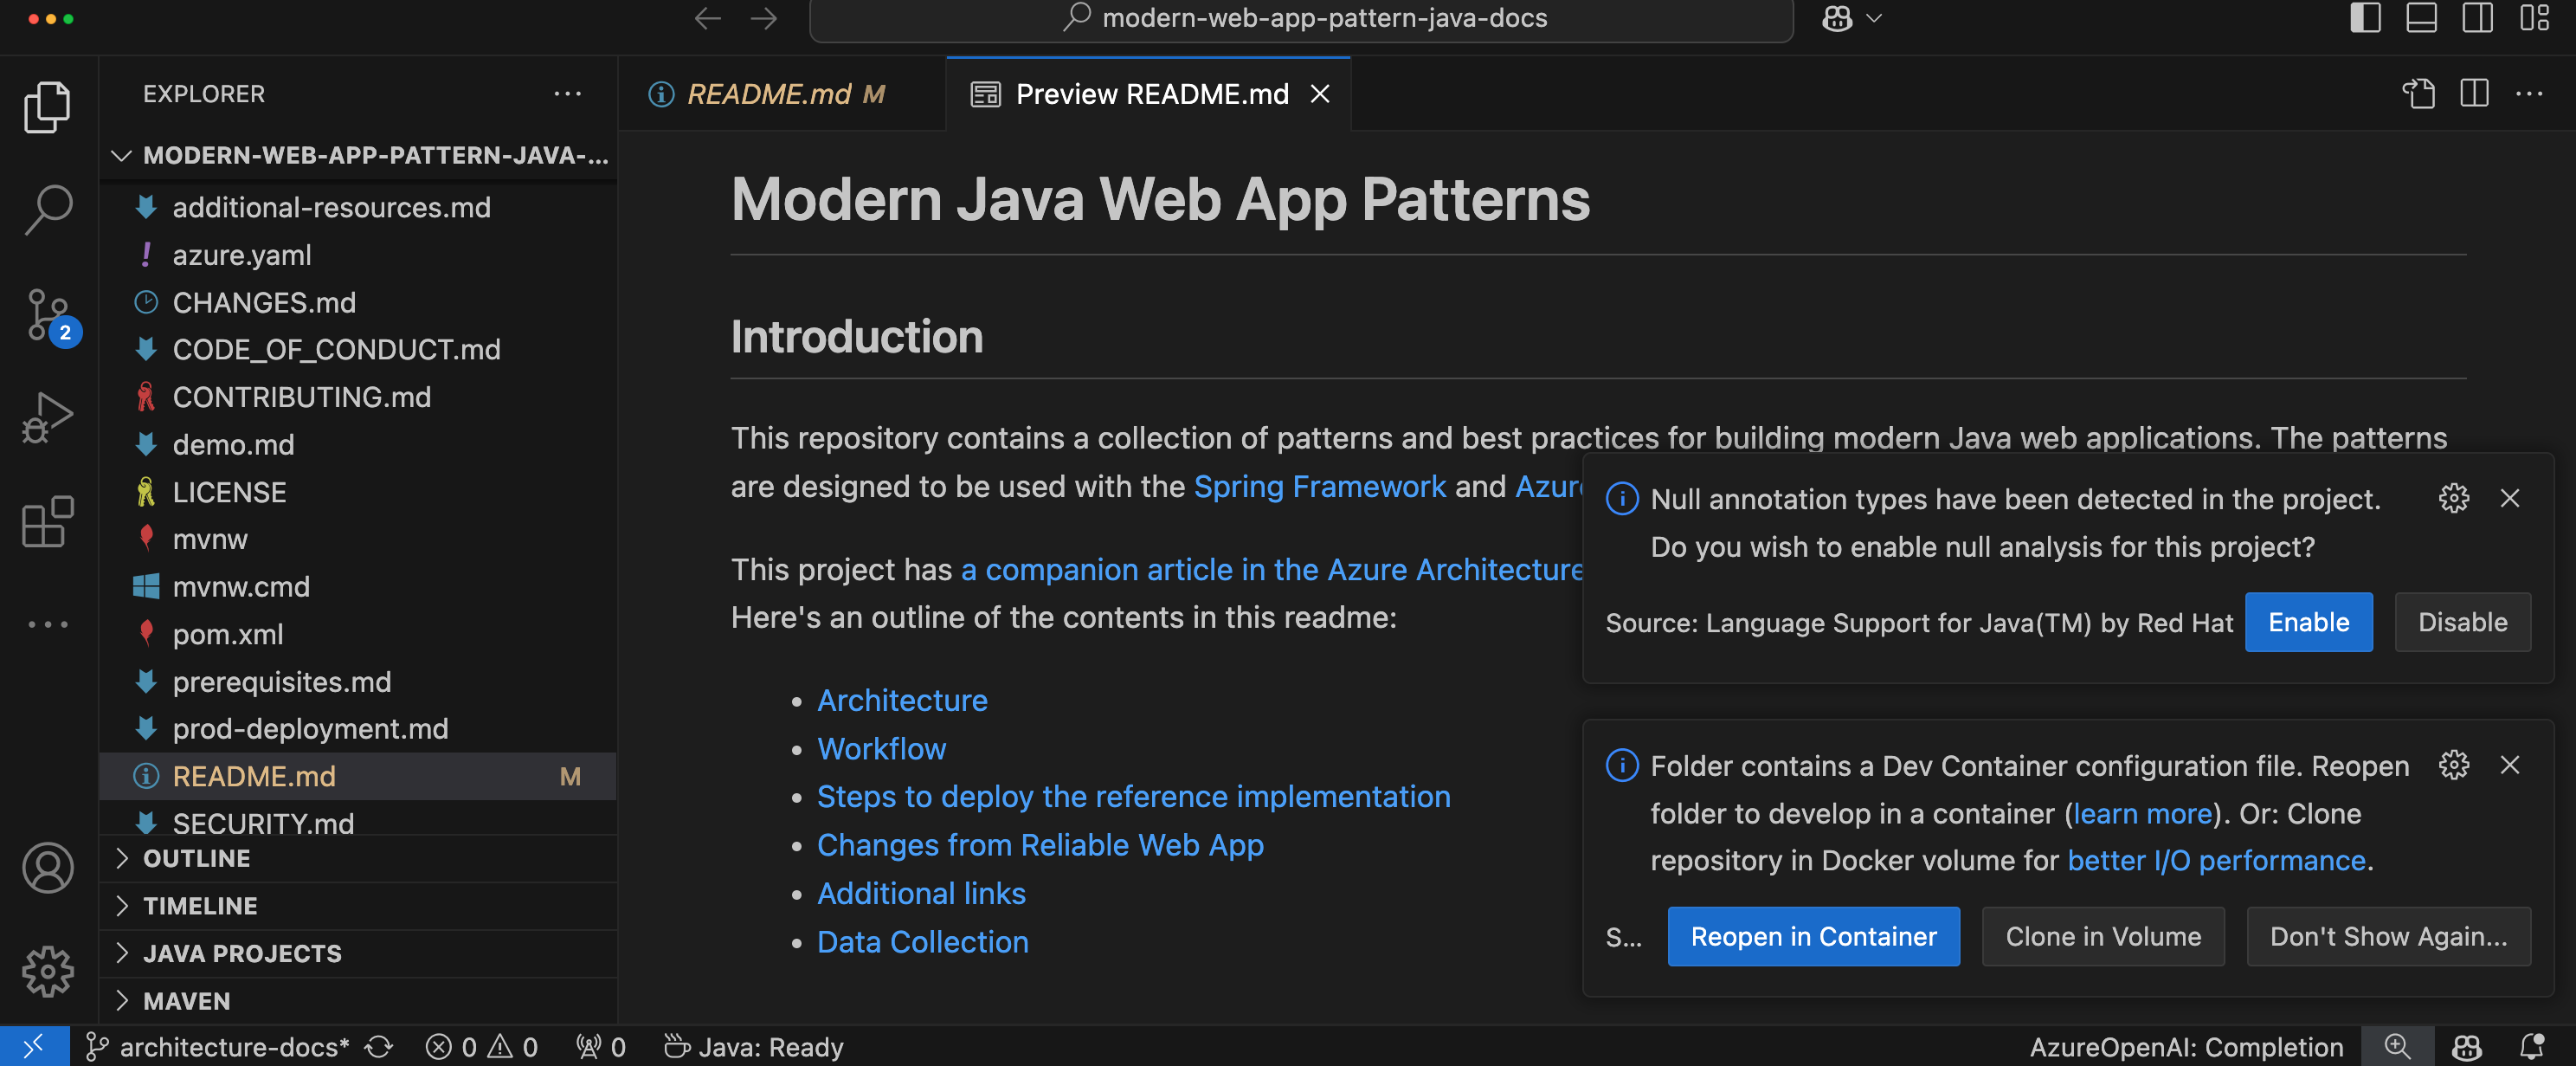 modern-web-app-pattern-java-docs
EXPLORER
MODERN-WEB-APP-PATTERN-JAVA-...
additional-resources.md
azure.yaml
CHANGES.md
CODE_OF_CONDUCT.md
CONTRIBUTING.md
demo.md
LICENSE
mvnw
mvnw.cmd
pom.xml
prerequisites.md
prod-deployment.md
README.md M
SECURITY.md
OUTLINE
TIMELINE
JAVA PROJECTS
MAVEN
2
README.md M
Preview README.md
Modern Java Web App Patterns
Introduction
This repository contains a collection of patterns and best practices for building modern Java web applications. The patterns
are designed to be used with the Spring Framework and Azure
This project has a companion article in the Azure Architecture
Here's an outline of the contents in this readme:
• Architecture
• Workflow
• Steps to deploy the reference implementation
• Changes from Reliable Web App
• Additional links
• Data Collection
Null annotation types have been detected in the project.
Do you wish to enable null analysis for this project?
Source: Language Support for Java(TM) by Red Hat Enable Disable
Folder contains a Dev Container configuration file. Reopen
folder to develop in a container (learn more). Or: Clone
repository in Docker volume for better I/O performance.
S... Reopen in Container Clone in Volume Don't Show Again...
architecture-docs* 0 0 0 Java: Ready AzureOpenAI: Completion